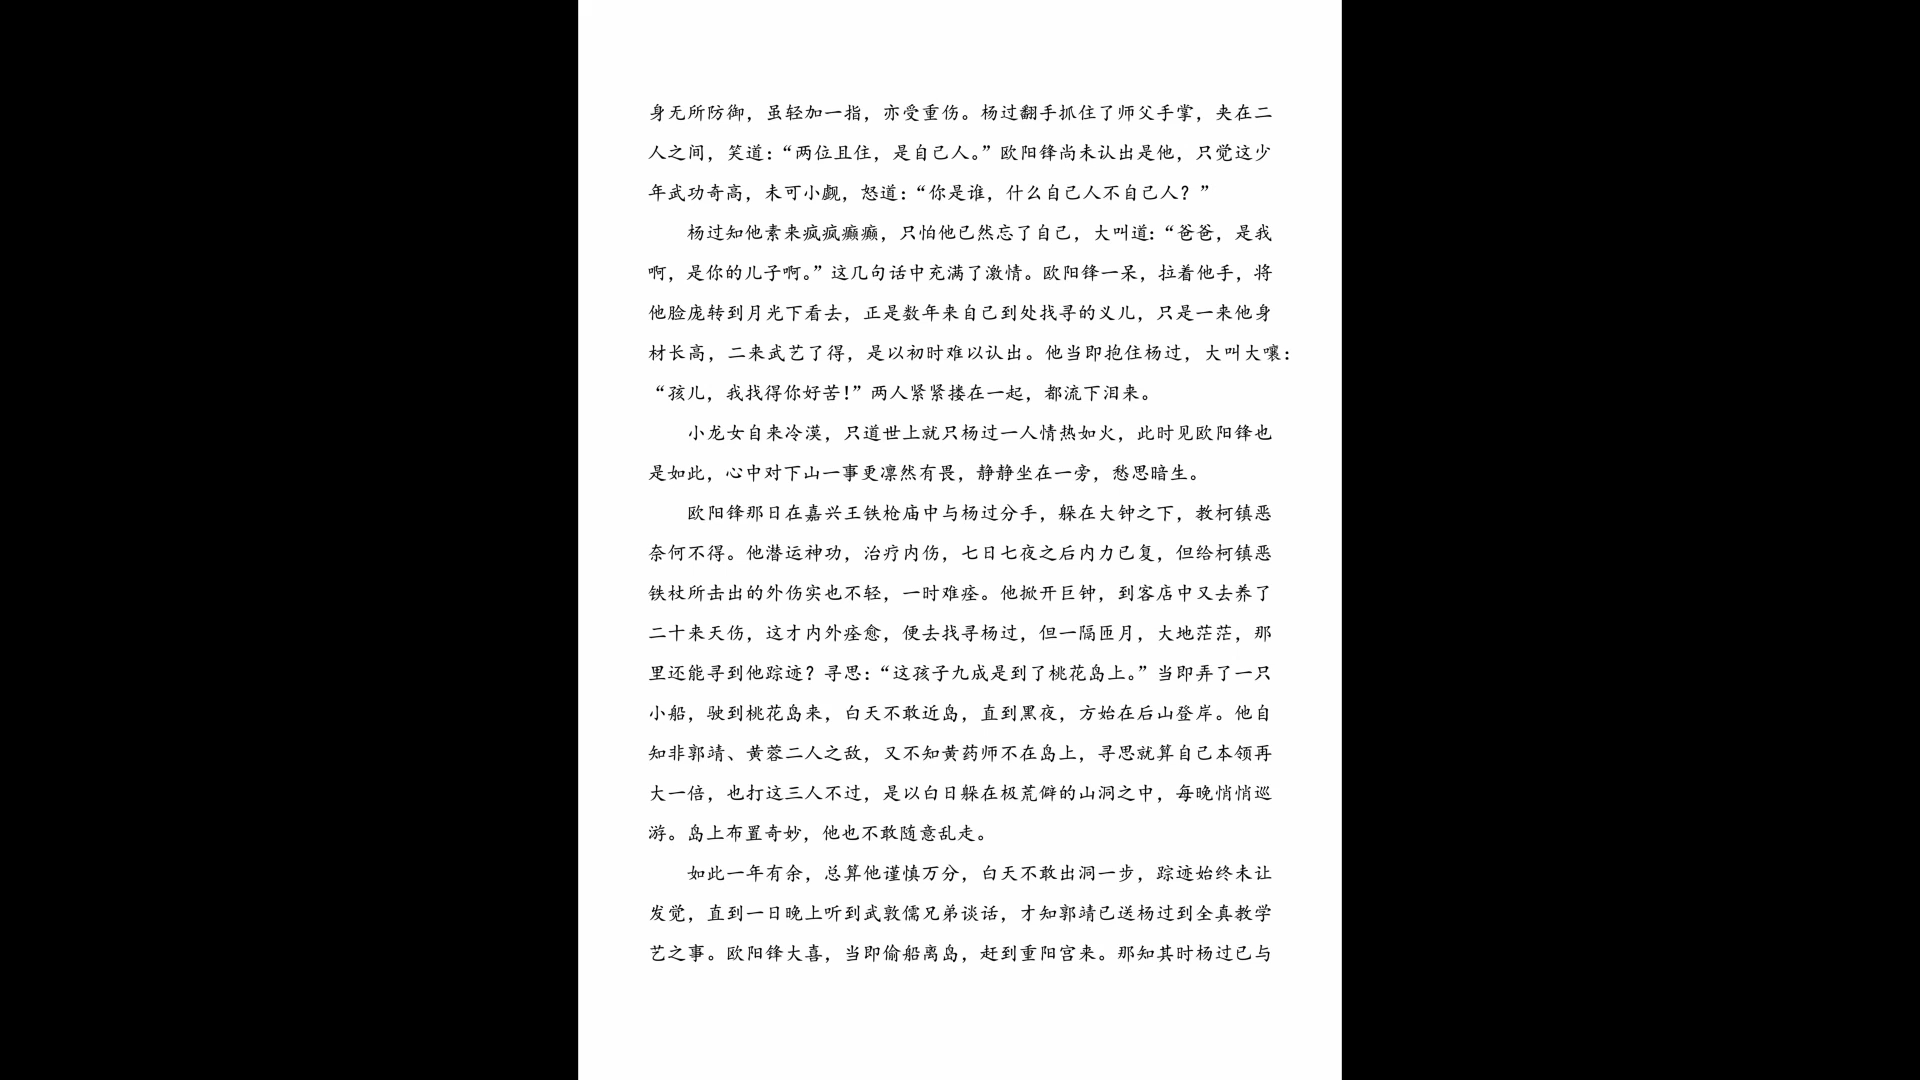 身无所防御，虽轻加一指，亦受重伤。杨过翻手抓住了师父手掌，夹在二
人之间，笑道：“两位且住，是自己人。”欧阳锋尚未认出是他，只觉这少
年武功奇高，未可小觑，怒道：“你是谁，什么自己人不自己人？”
杨过知他素来疯疯癫癫，只怕他已然忘了自己，大叫道：“爸爸，是我
啊，是你的儿子啊。”这几句话中充满了激情。欧阳锋一呆，拉着他手，将
他脸庞转到月光下看去，正是数年来自己到处找寻的义儿，只是一来他身
材长高，二来武艺了得，是以初时难以认出。他当即抱住杨过，大叫大嚷：
“孩儿，我找得你好苦！”两人紧紧搂在一起，都流下泪来。
小龙女自来冷漠，只道世上就只杨过一人情热如火，此时见欧阳锋也
是如此，心中对下山一事更凛然有畏，静静坐在一旁，愁思暗生。
欧阳锋那日在嘉兴王铁枪庙中与杨过分手，躲在大钟之下，教柯镇恶
奈何不得。他潜运神功，治疗内伤，七日七夜之后内力已复，但给柯镇恶
铁杖所击出的外伤实也不轻，一时难痊。他掀开巨钟，到客店中又去养了
二十来天伤，这才内外痊愈，便去找寻杨过，但一隔匝月，大地茫茫，那
里还能寻到他踪迹？寻思：“这孩子九成是到了桃花岛上。”当即弄了一只
小船，驶到桃花岛来，白天不敢近岛，直到黑夜，方始在后山登岸。他自
知非郭靖、黄蓉二人之敌，又不知黄药师不在岛上，寻思就算自己本领再
大一倍，也打这三人不过，是以白日躲在极荒僻的山洞之中，每晚悄悄巡
游。岛上布置奇妙，他也不敢随意乱走。
如此一年有余，总算他谨慎万分，白天不敢出洞一步，踪迹始终未让
发觉，直到一日晚上听到武敦儒兄弟谈话，才知郭靖已送杨过到全真教学
艺之事。欧阳锋大喜，当即偷船离岛，赶到重阳宫来。那知其时杨过已与